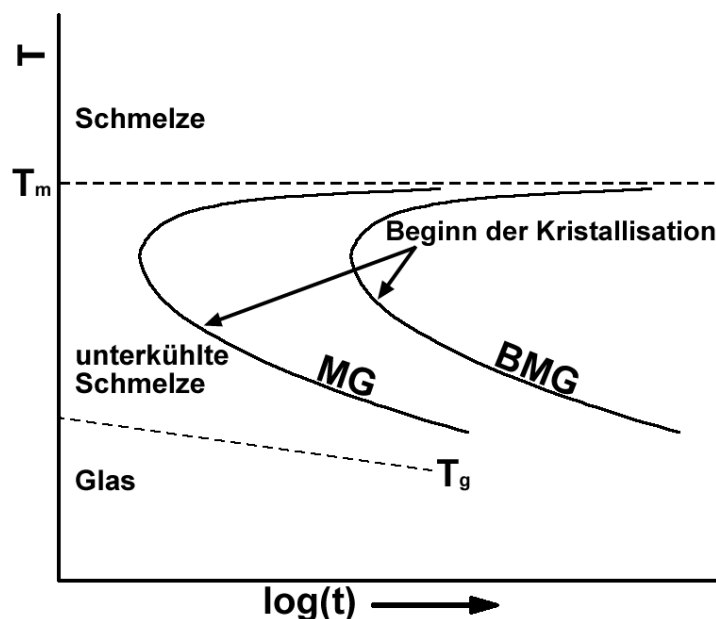 T
Schmelze
Tm
Beginn der Kristallisation
unterkühlte
Schmelze
MG
BMG
Glas
Tg
log(t)